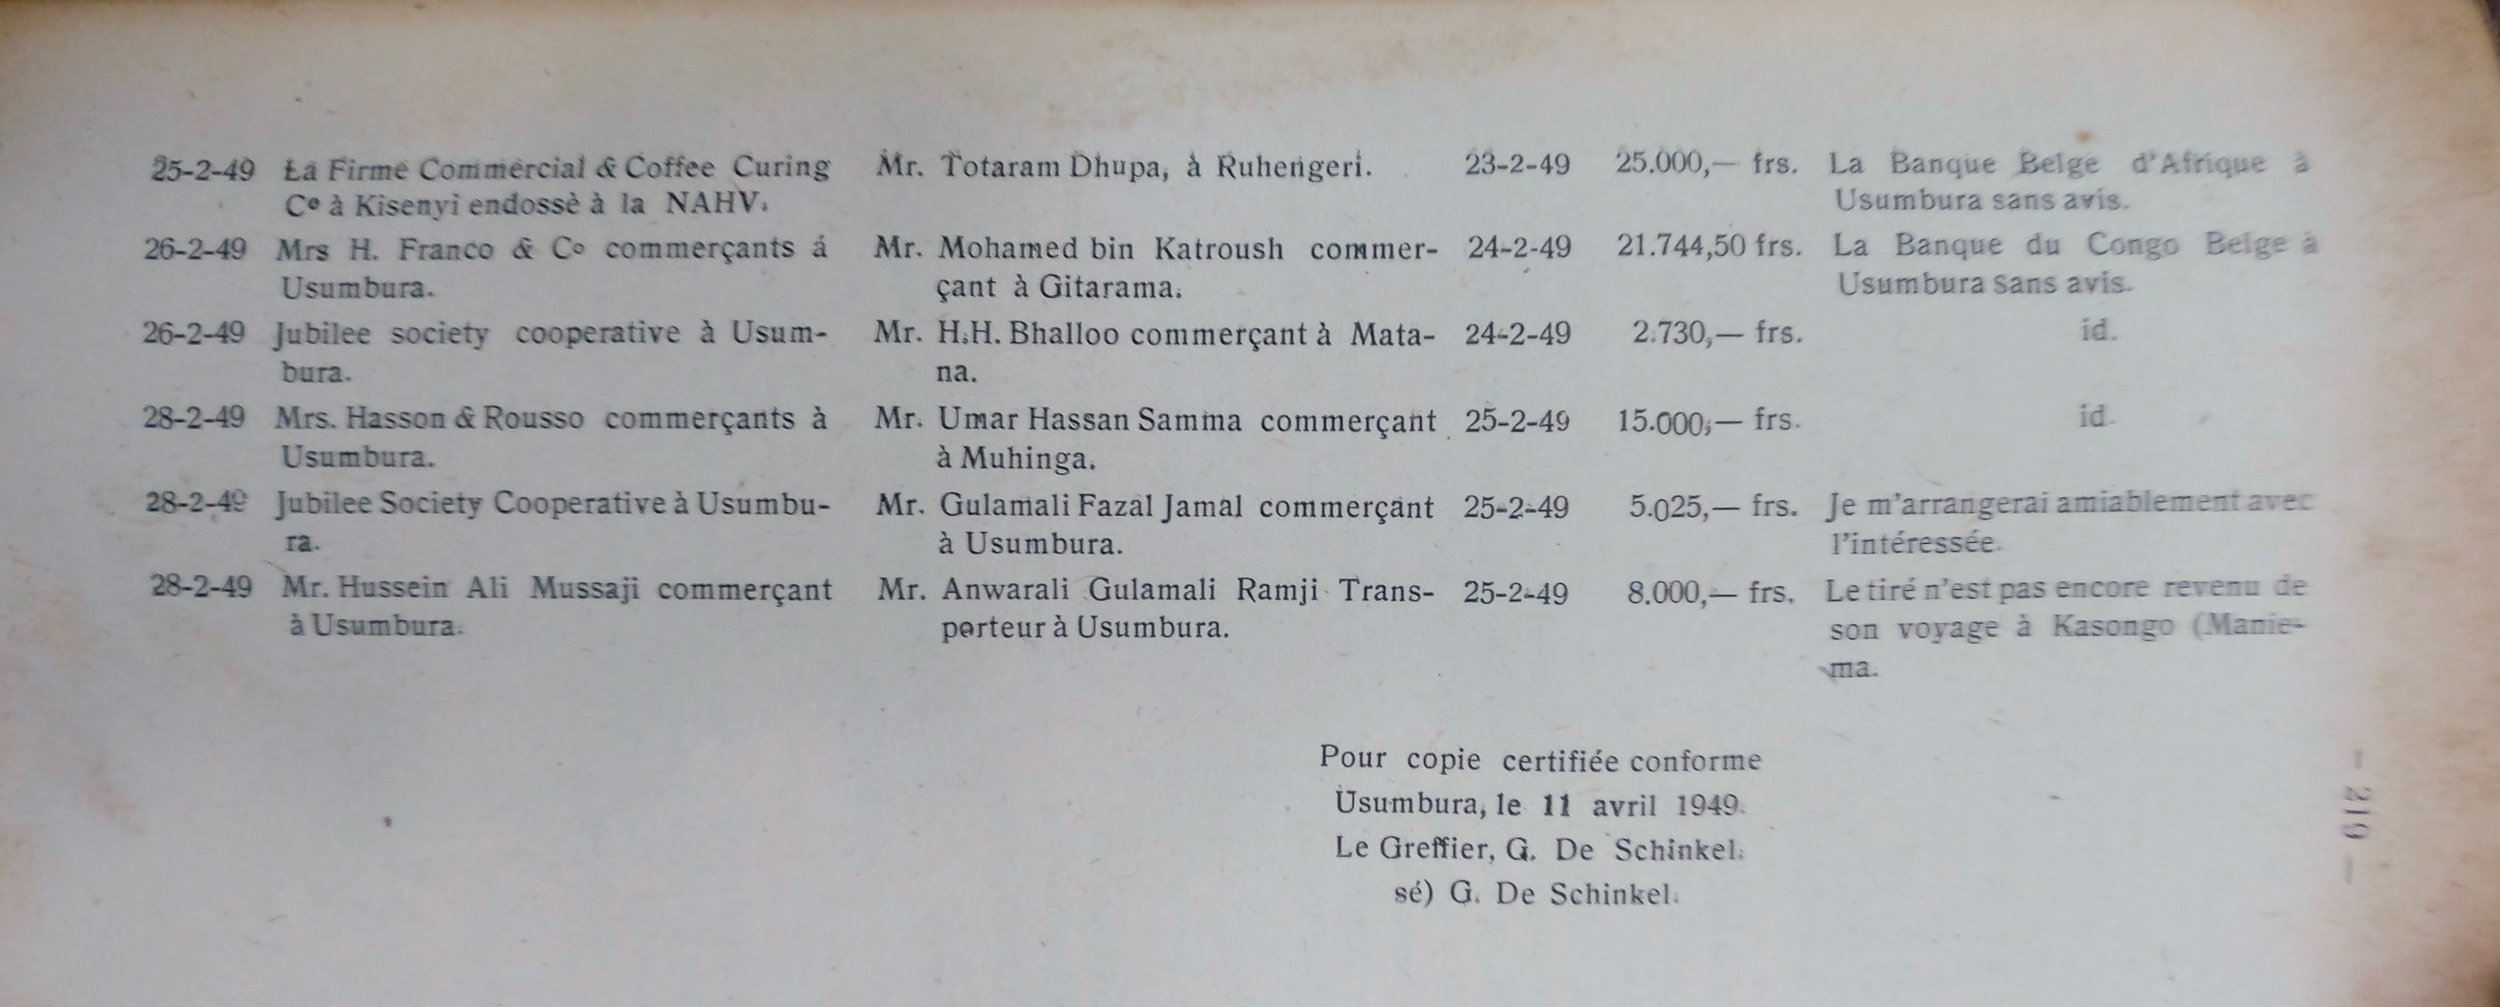 25-2-49 La Firme Commercial & Coffee Curing Mr. Totaram Dhupa, à Ruhengeri. 23-2-49 25.000,— frs. La Banque Belge d'Afrique à
Cº à Kisenyi endossè à la NAHV. Usumbura sans avis.
26-2-49 Mrs H. Franco & Co commerçants á Mr. Mohamed bin Katroush commer- 24-2-49 21.744,50 frs. La Banque du Congo Belge à
Usumbura. çant à Gitarama. Usumbura sans avis.
26-2-49 Jubilee society cooperative à Usum- Mr. H.H. Bhalloo commerçant à Mata- 24-2-49 2.730,— frs. id.
bura. na.
28-2-49 Mrs. Hasson & Rousso commerçants à Mr. Umar Hassan Samma commerçant 25-2-49 15.000,— frs. id.
Usumbura. à Muhinga.
28-2-49 Jubilee Society Cooperative à Usumbu- Mr. Gulamali Fazal Jamal commerçant 25-2-49 5.025,— frs. Je m'arrangerai amiablement avec
ra. à Usumbura. l'intéressée.
28-2-49 Mr. Hussein Ali Mussaji commerçant Mr. Anwarali Gulamali Ramji Trans- 25-2-49 8.000,— frs. Le tiré n'est pas encore revenu de
à Usumbura. porteur à Usumbura. son voyage à Kasongo (Manie-
ma.
Pour copie certifiée conforme
Usumbura, le 11 avril 1949.
Le Greffier, G. De Schinkel.
sé) G. De Schinkel.
— 219 —